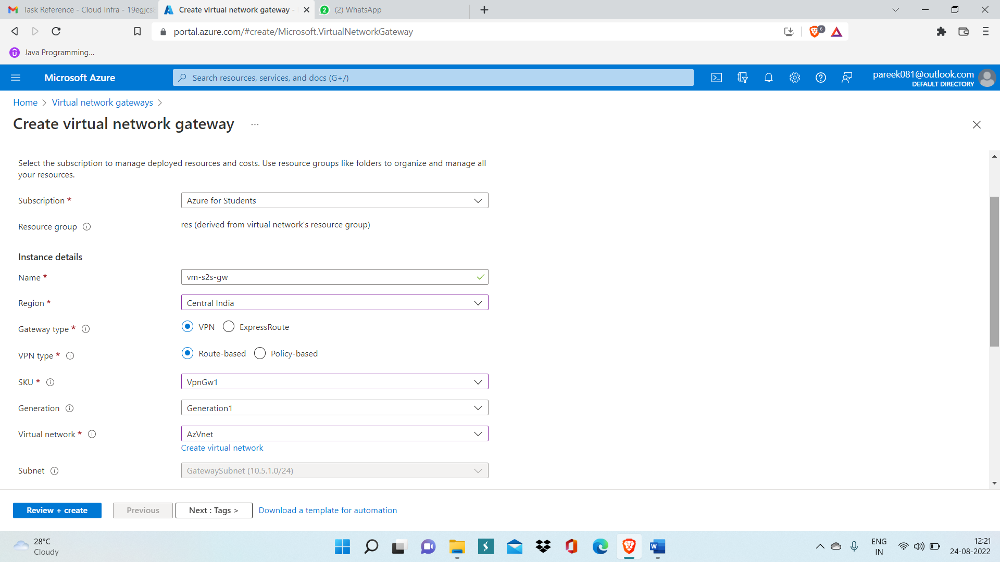 Task Reference - Cloud Infra - 19egjcs
Create virtual network gateway -
(2) WhatsApp
portal.azure.com/#create/Microsoft.VirtualNetworkGateway
6
Java Programming...
Microsoft Azure
Search resources, services, and docs (G+/)
pareek081@outlook.com
DEFAULT DIRECTORY
Home > Virtual network gateways >
Create virtual network gateway ...
Select the subscription to manage deployed resources and costs. Use resource groups like folders to organize and manage all
your resources.
Subscription * Azure for Students
Resource group res (derived from virtual network's resource group)
Instance details
Name * vm-s2s-gw
Region * Central India
Gateway type * VPN ExpressRoute
VPN type * Route-based Policy-based
SKU * VpnGw1
Generation Generation1
Virtual network * AzVnet
Create virtual network
Subnet GatewaySubnet (10.5.1.0/24)
Review + create Previous Next : Tags > Download a template for automation
28°C
Cloudy
ENG
IN
12:21
24-08-2022